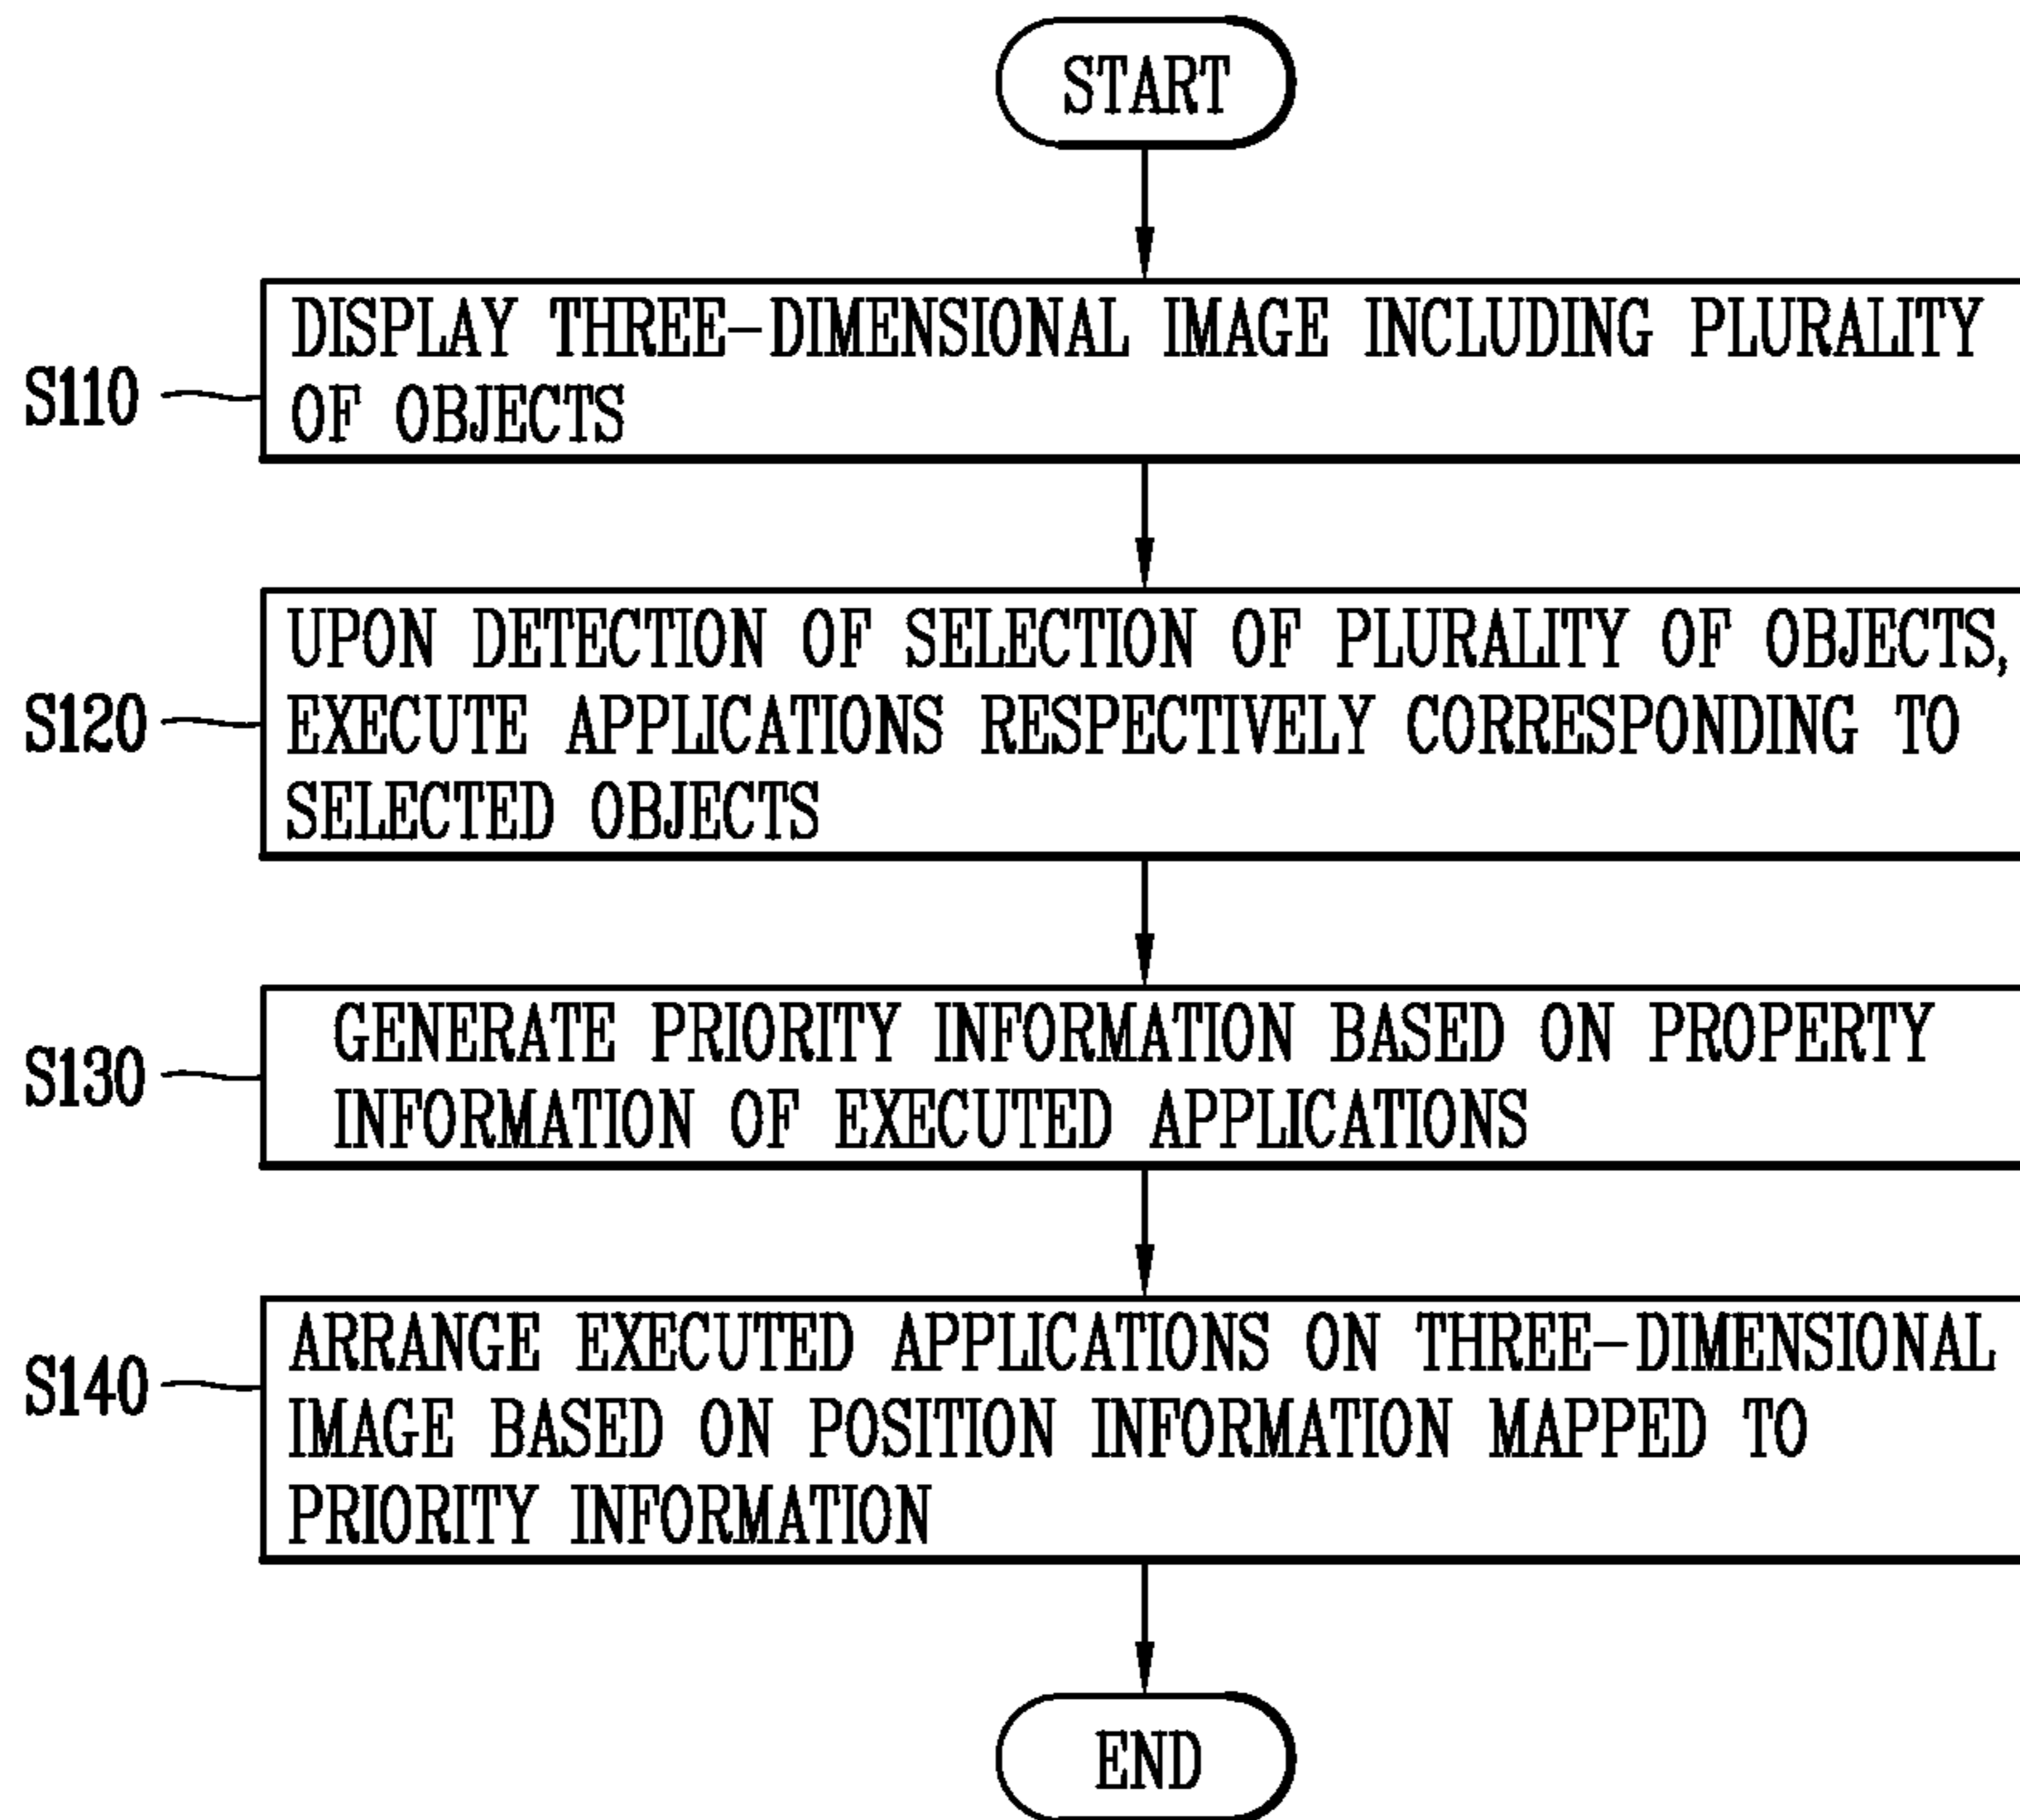 START
DISPLAY THREE-DIMENSIONAL IMAGE INCLUDING PLURALITY
OF OBJECTS
S110
UPON DETECTION OF SELECTION OF PLURALITY OF OBJECTS,
EXECUTE APPLICATIONS RESPECTIVELY CORRESPONDING TO
SELECTED OBJECTS
S120
GENERATE PRIORITY INFORMATION BASED ON PROPERTY
INFORMATION OF EXECUTED APPLICATIONS
S130
ARRANGE EXECUTED APPLICATIONS ON THREE-DIMENSIONAL
IMAGE BASED ON POSITION INFORMATION MAPPED TO
PRIORITY INFORMATION
S140
END